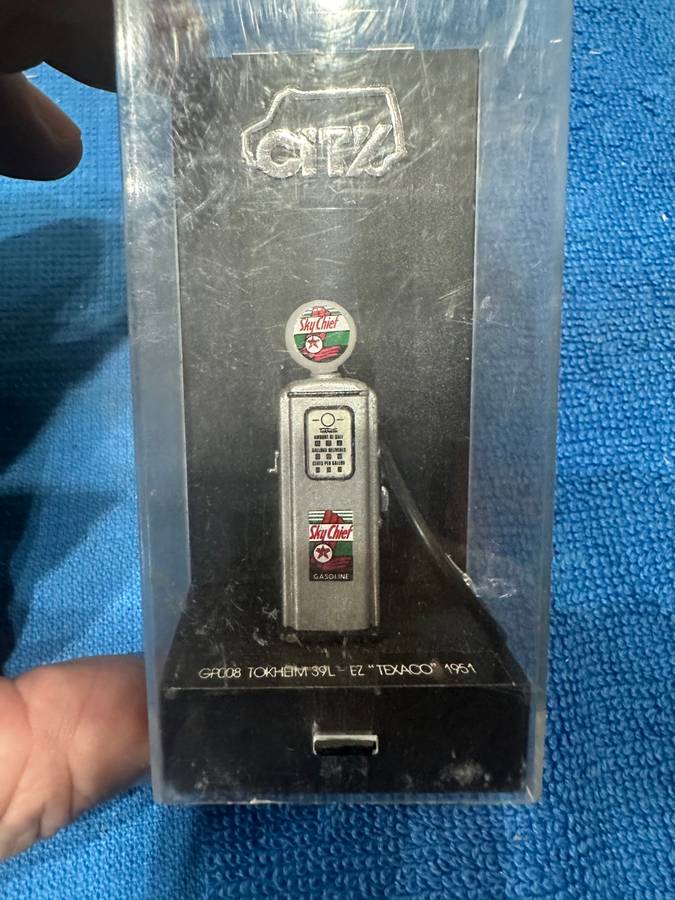 Sky Chief
Tokheim
AMOUNT OF SALE
GALLONS DELIVERED
CENTS PER GALLON
Sky Chief
GASOLINE
GP008 TOKHEIM 39L - EZ "TEXACO" 1951